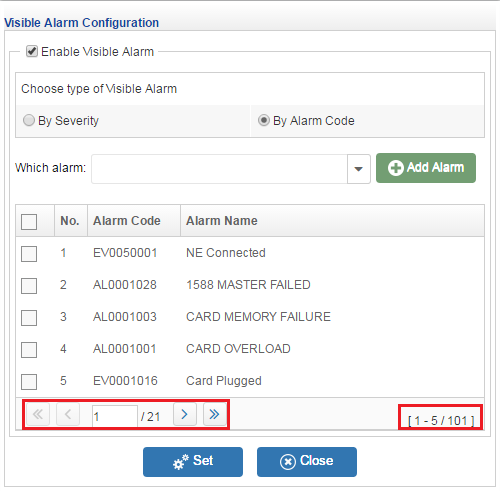 Visible Alarm Configuration
Enable Visible Alarm
Choose type of Visible Alarm
By Severity By Alarm Code
Which alarm: Add Alarm
No. Alarm Code Alarm Name
1 EV0050001 NE Connected
2 AL0001028 1588 MASTER FAILED
3 AL0001003 CARD MEMORY FAILURE
4 AL0001001 CARD OVERLOAD
5 EV0001016 Card Plugged
1 / 21 [ 1 - 5 / 101 ]
Set Close